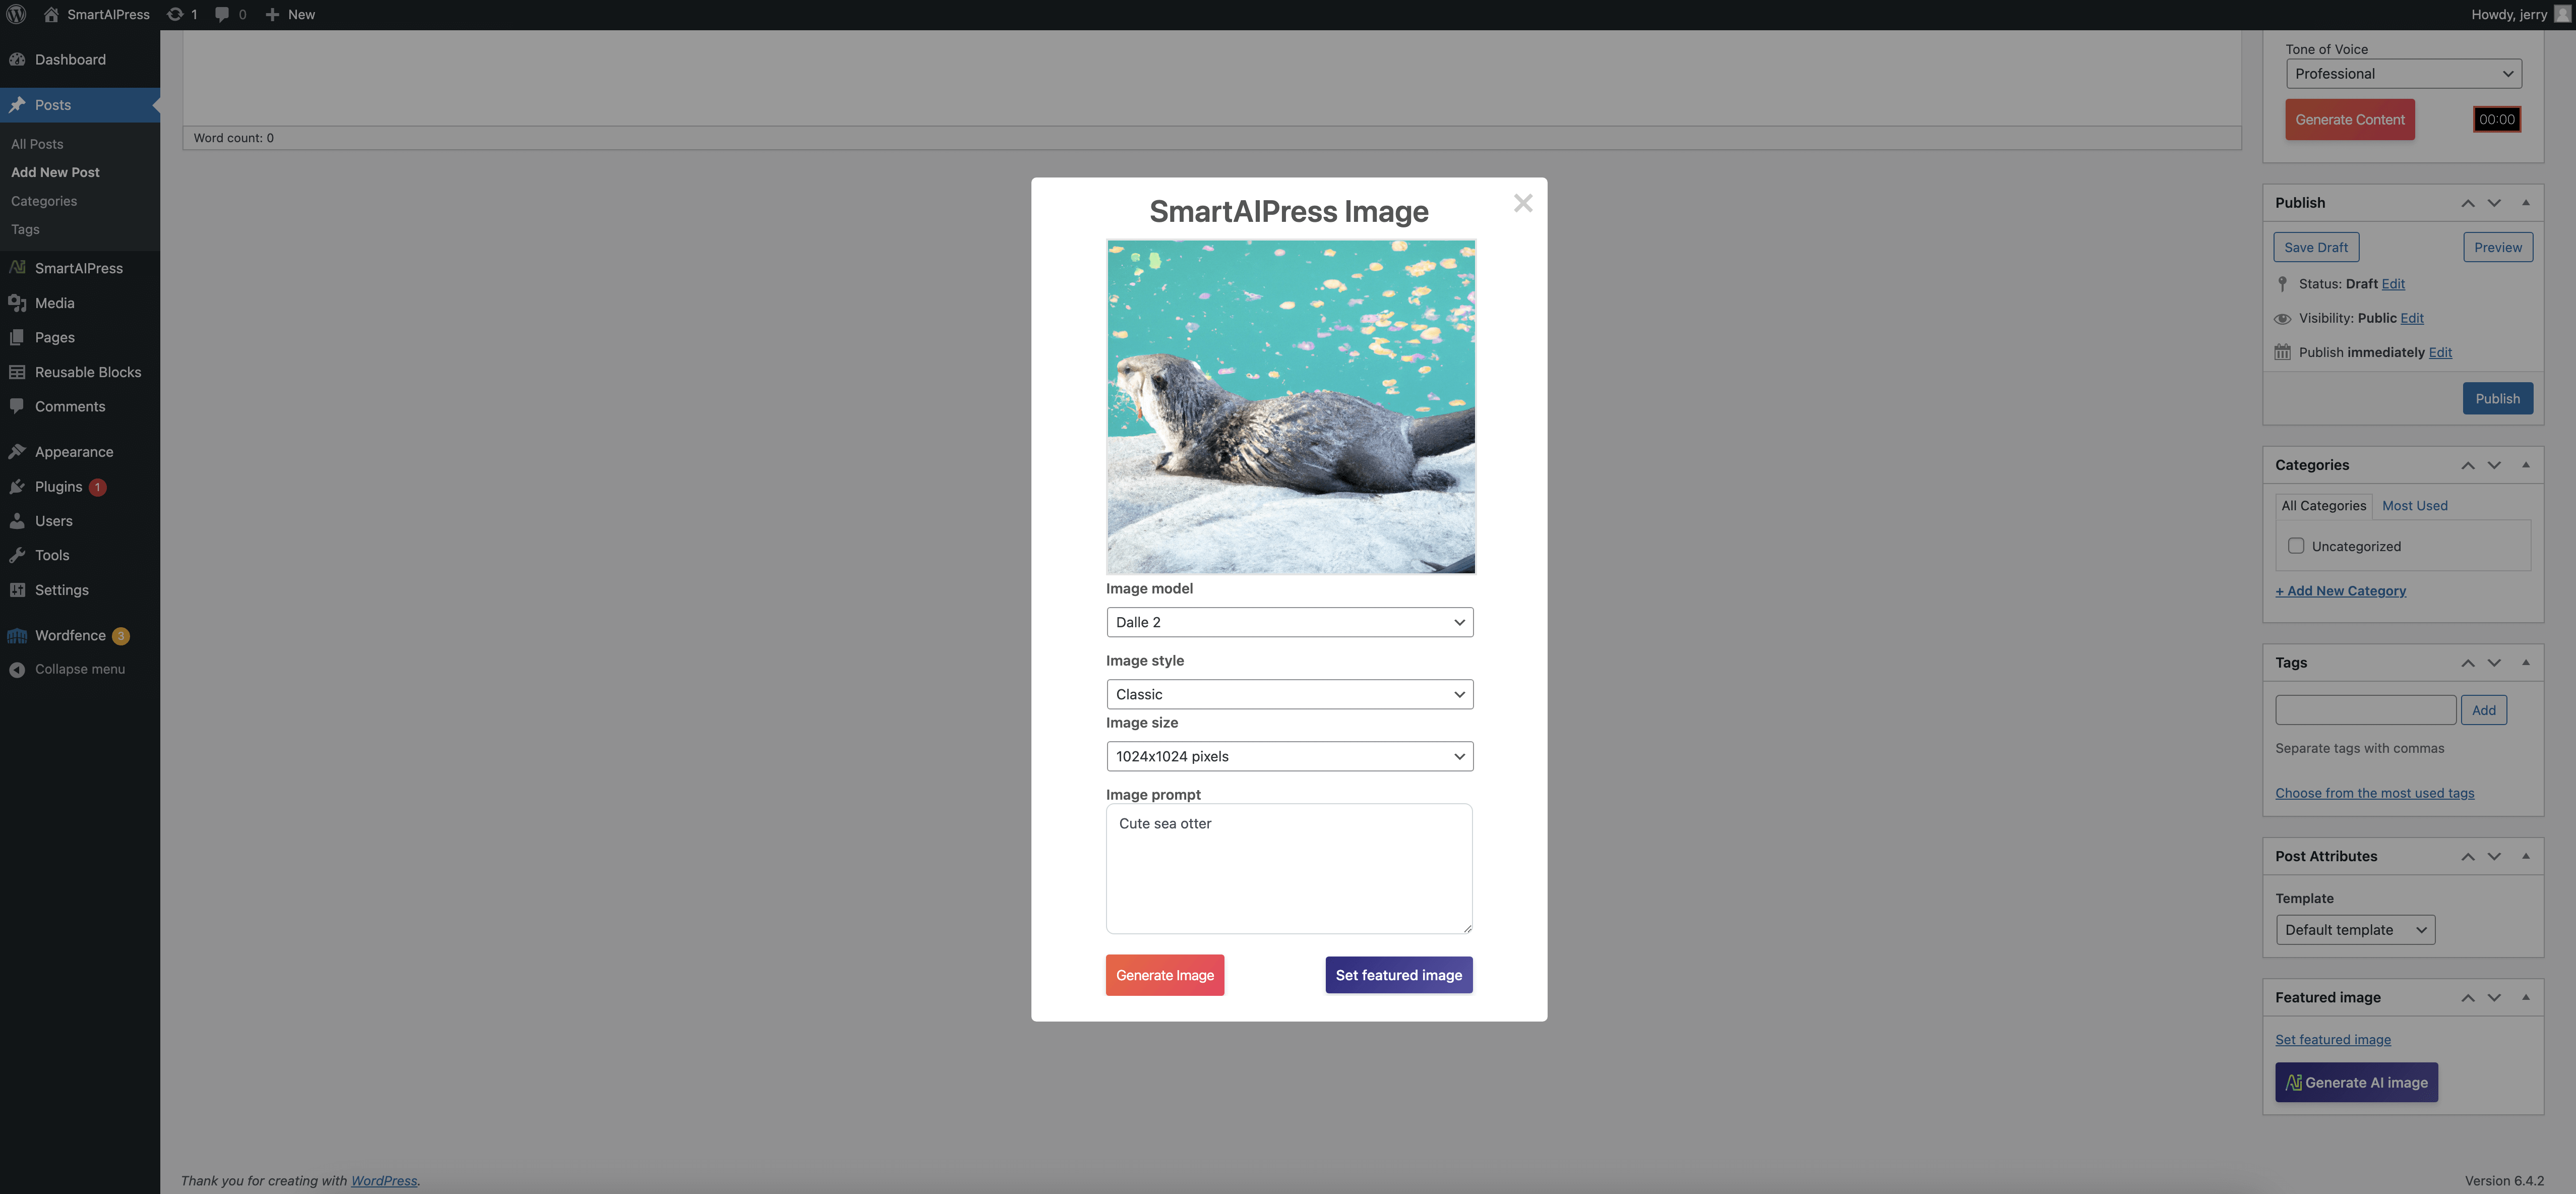 SmartAIPress
1
0
New
Howdy, jerry
Dashboard
Posts
All Posts
Add New Post
Categories
Tags
SmartAIPress
Media
Pages
Reusable Blocks
Comments
Appearance
Plugins 1
Users
Tools
Settings
Wordfence 3
Collapse menu
Word count: 0
SmartAIPress Image
Image model
Dalle 2
Image style
Classic
Image size
1024x1024 pixels
Image prompt
Cute sea otter
Generate Image
Set featured image
Tone of Voice
Professional
Generate Content
00:00
Publish
Save Draft
Preview
Status: Draft Edit
Visibility: Public Edit
Publish immediately Edit
Publish
Categories
All Categories
Most Used
Uncategorized
+ Add New Category
Tags
Add
Separate tags with commas
Choose from the most used tags
Post Attributes
Template
Default template
Featured image
Set featured image
Generate AI image
Thank you for creating with WordPress.
Version 6.4.2